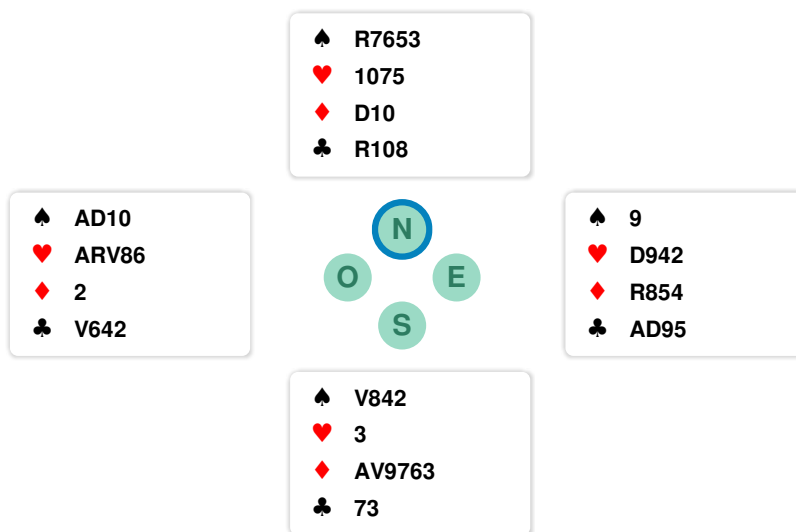 ♠ R7653
♥ 1075
♦ D10
♣ R108
♠ AD10
♥ ARV86
♦ 2
♣ V642
N
O E
S
♠ 9
♥ D942
♦ R854
♣ AD95
♠ V842
♥ 3
♦ AV9763
♣ 73